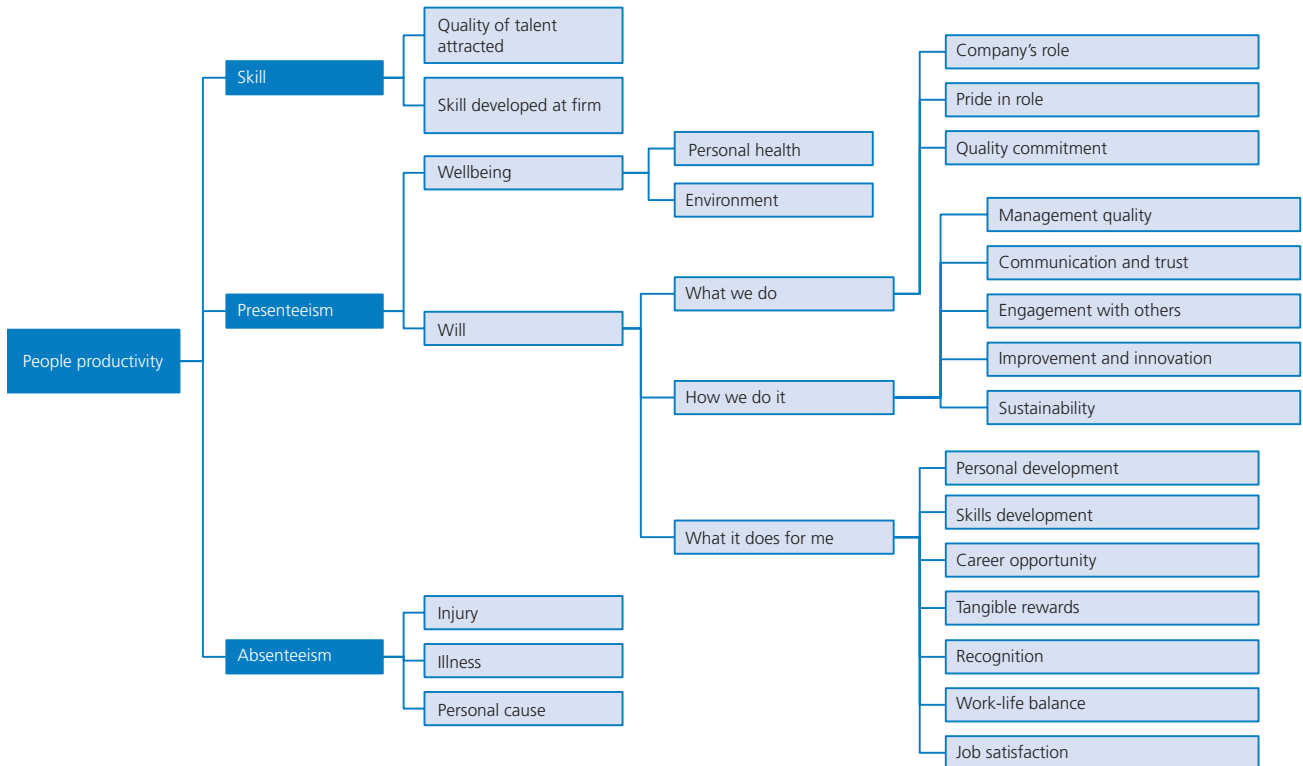 People productivity
Skill
Quality of talent
attracted
Skill developed at firm
Presenteeism
Wellbeing
Personal health
Environment
Will
What we do
Company's role
Pride in role
Quality commitment
How we do it
Management quality
Communication and trust
Engagement with others
Improvement and innovation
Sustainability
What it does for me
Personal development
Skills development
Career opportunity
Tangible rewards
Recognition
Work-life balance
Job satisfaction
Absenteeism
Injury
Illness
Personal cause